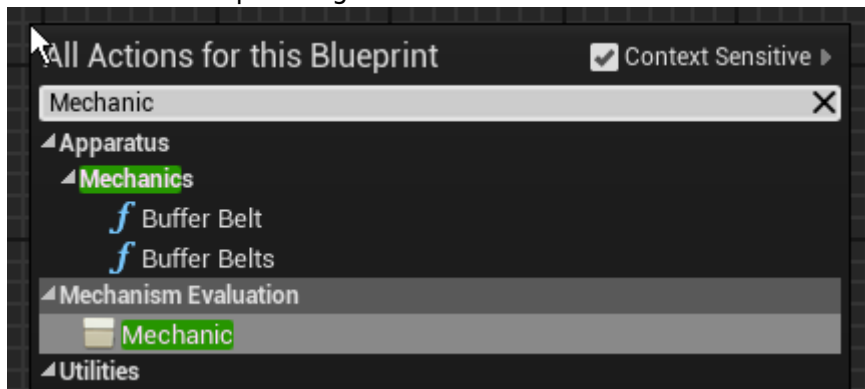 All Actions for this Blueprint Context Sensitive
Mechanic
Apparatus
Mechanics
Buffer Belt
Buffer Belts
Mechanism Evaluation
Mechanic
Utilities